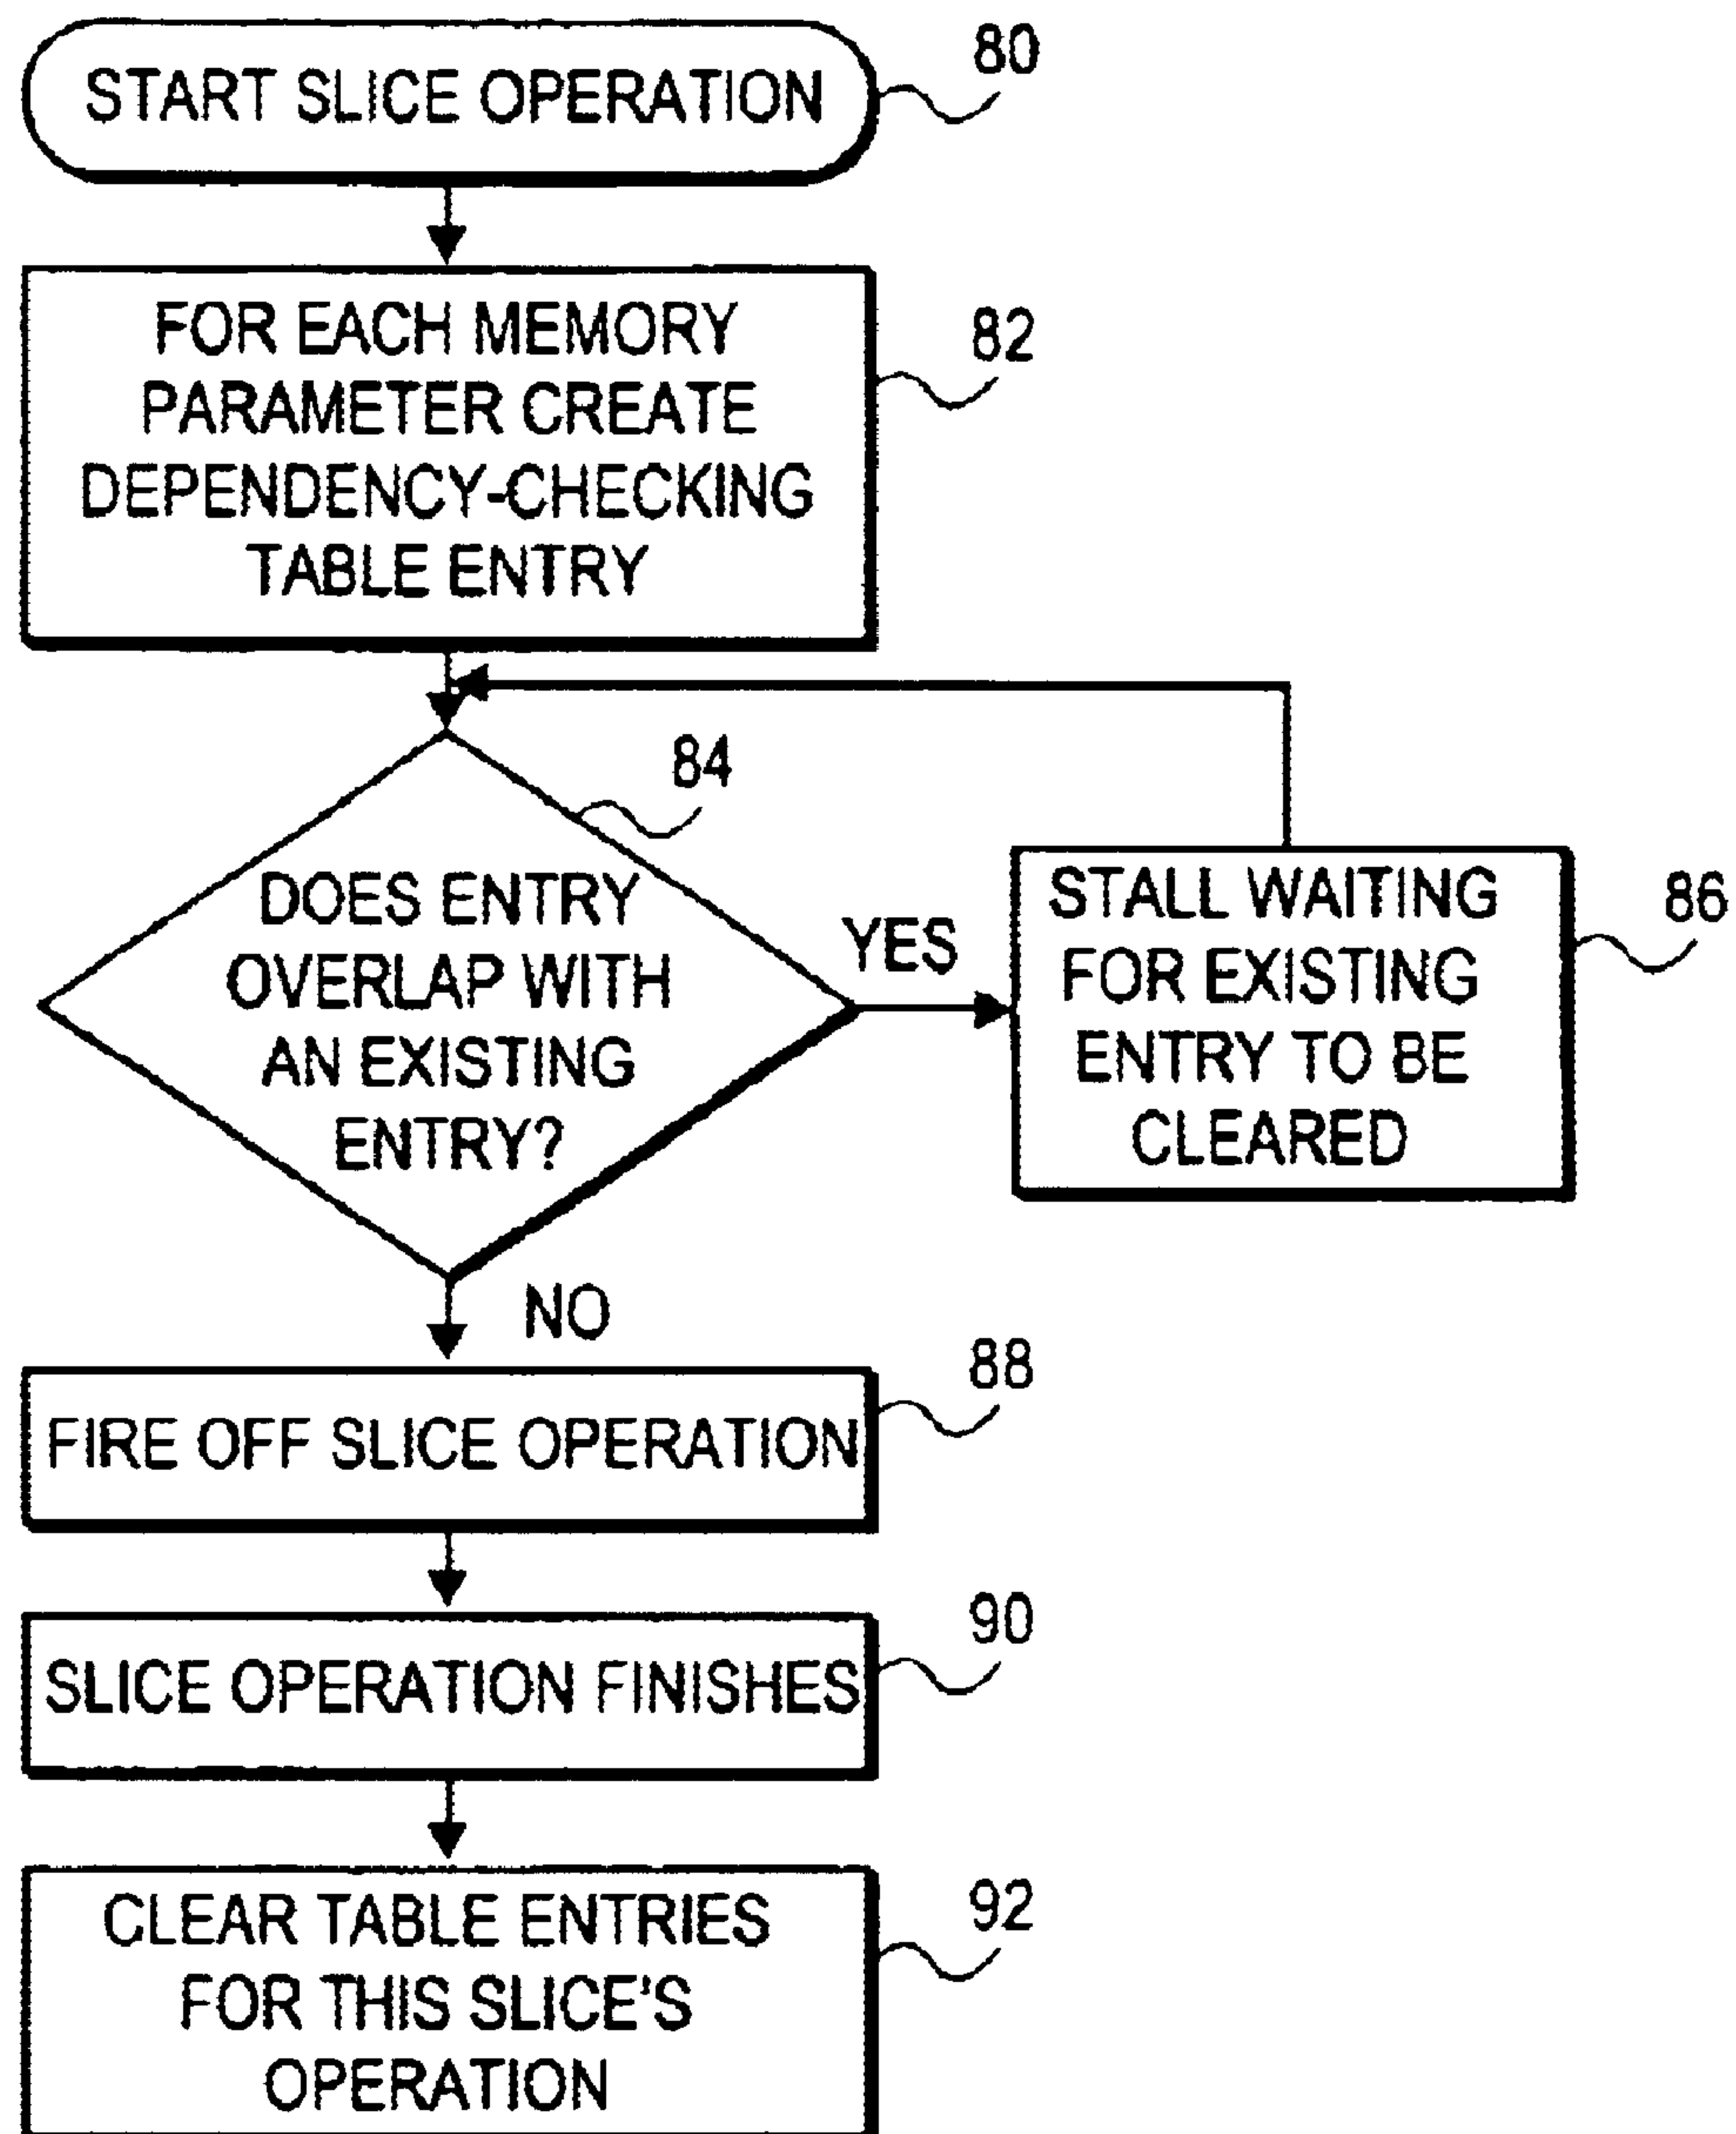 START SLICE OPERATION
80
FOR EACH MEMORY
PARAMETER CREATE
DEPENDENCY-CHECKING
TABLE ENTRY
82
84
DOES ENTRY
OVERLAP WITH
AN EXISTING
ENTRY?
YES
STALL WAITING
FOR EXISTING
ENTRY TO BE
CLEARED
86
NO
FIRE OFF SLICE OPERATION
88
SLICE OPERATION FINISHES
90
CLEAR TABLE ENTRIES
FOR THIS SLICE'S
OPERATION
92